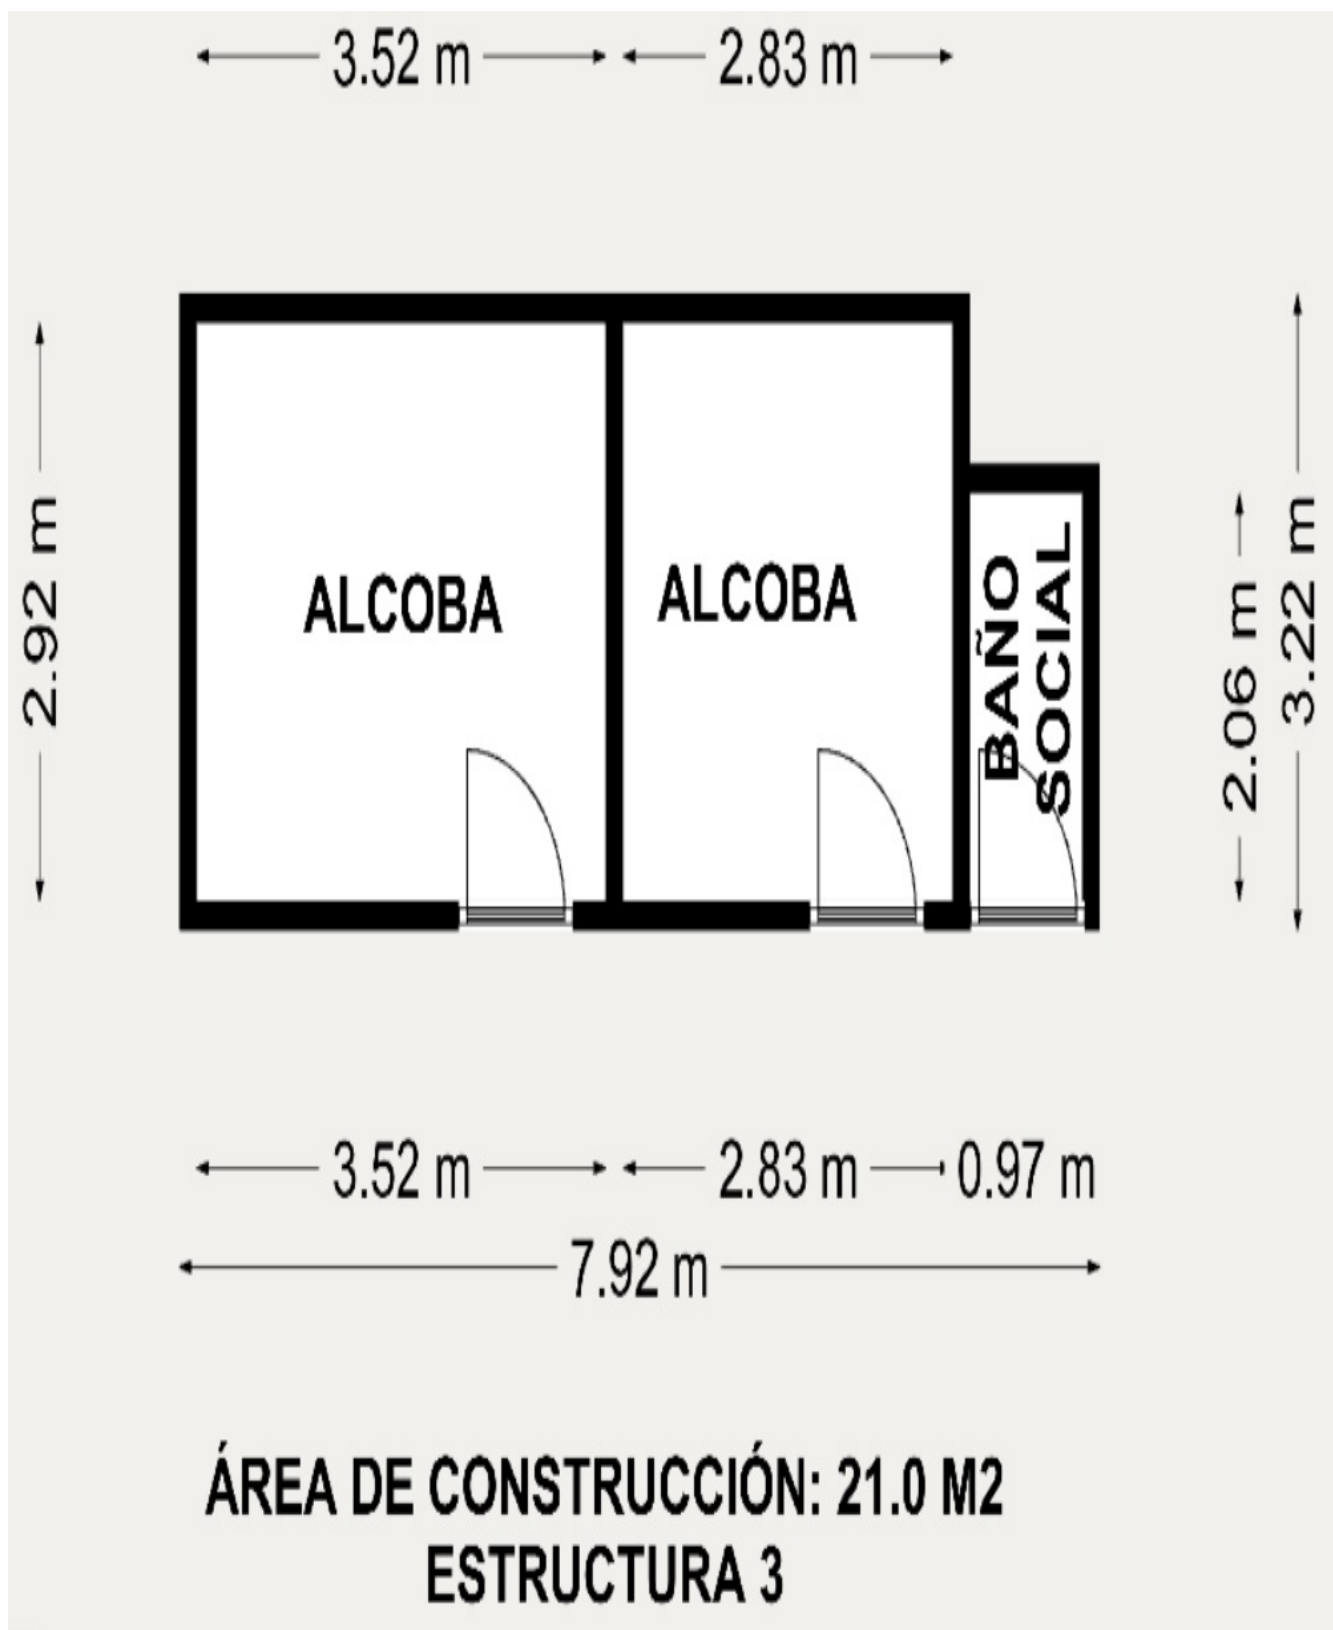 3.52 m 2.83 m
2.92 m
ALCOBA
ALCOBA
BAÑO
SOCIAL
2.06 m
3.22 m
3.52 m 2.83 m 0.97 m
7.92 m
ÁREA DE CONSTRUCCIÓN: 21.0 M2
ESTRUCTURA 3